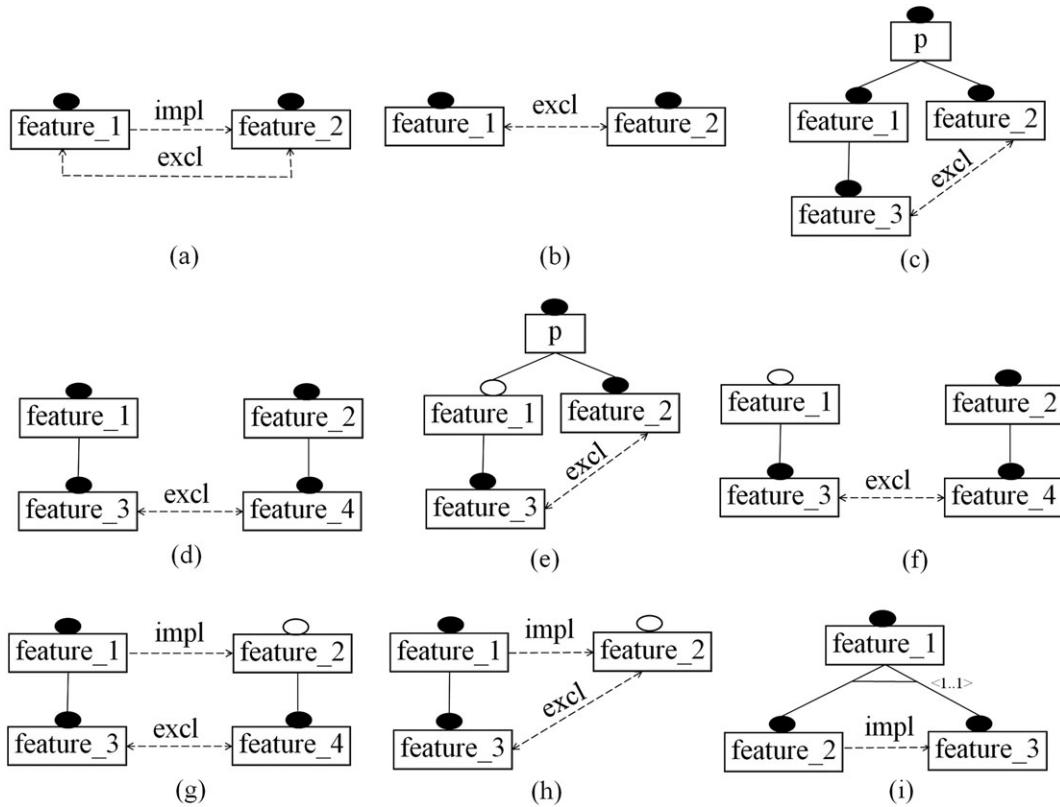 feature_1 impl feature_2
excl
(a)
feature_1 excl feature_2
(b)
p
feature_1 feature_2
excl
feature_3
(c)
feature_1 feature_2
feature_3 excl feature_4
(d)
p
feature_1 feature_2
excl
feature_3
(e)
feature_1 feature_2
feature_3 excl feature_4
(f)
feature_1 impl feature_2
feature_3 excl feature_4
(g)
feature_1 impl feature_2
excl
feature_3
(h)
feature_1
<1..1>
feature_2 impl feature_3
(i)